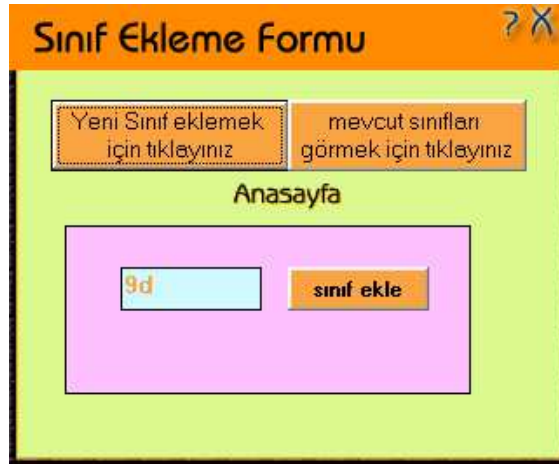 Sınıf Ekleme Formu
? X
Yeni Sınıf eklemek
için tıklayınız
mevcut sınıfları
görmek için tıklayınız
Anasayfa
9d
sınıf ekle